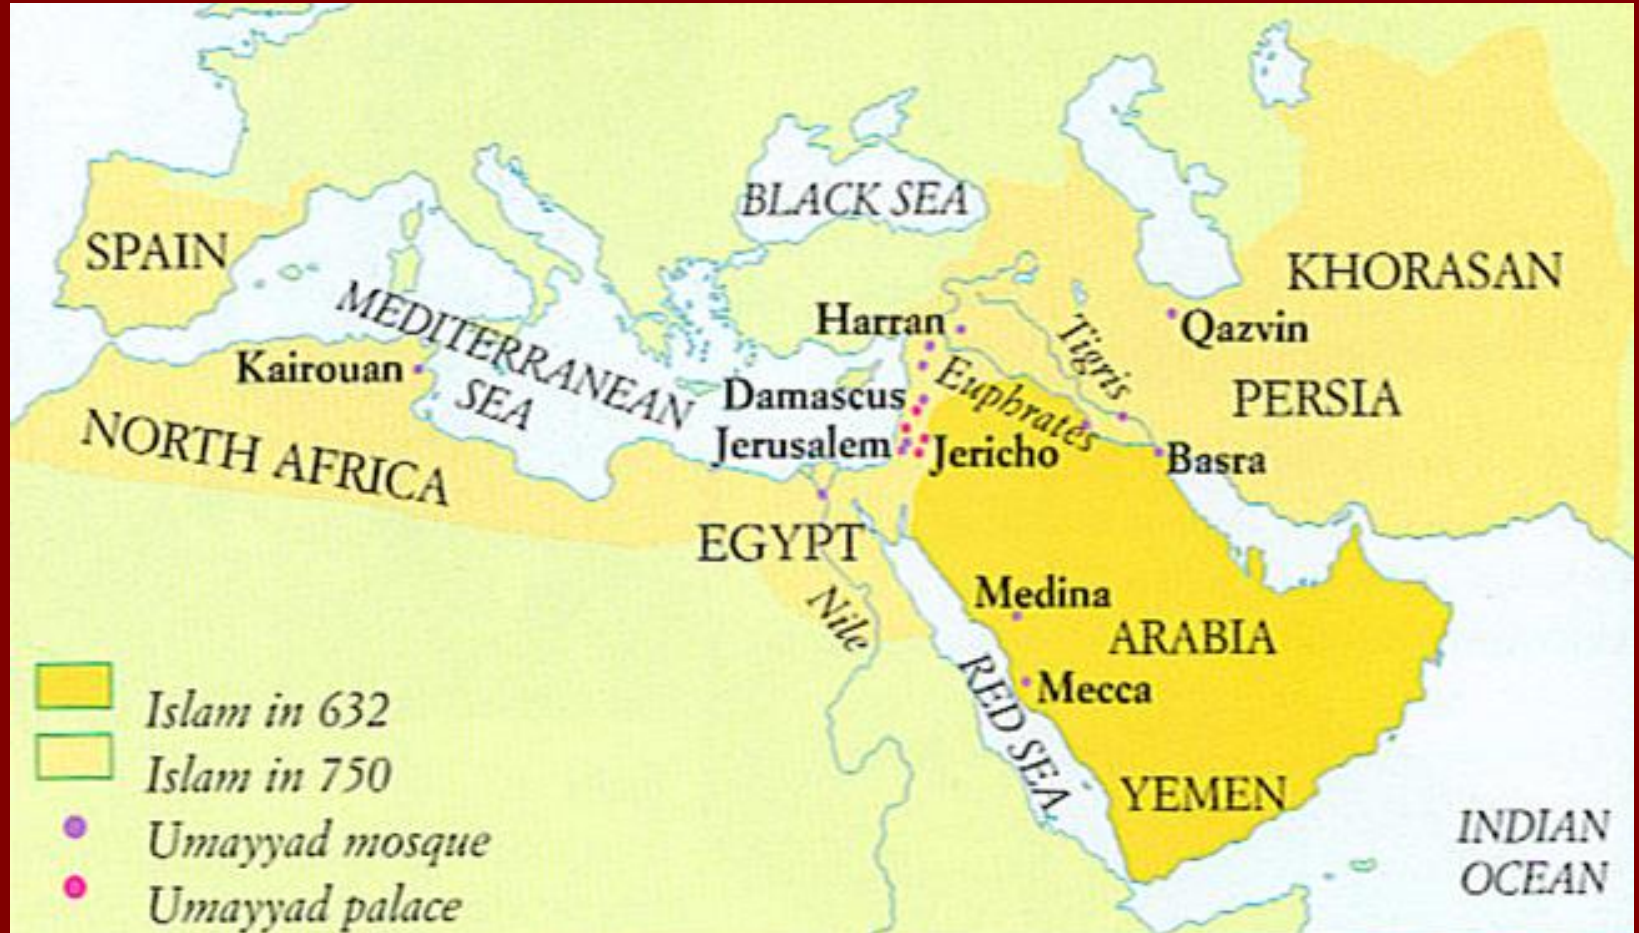 BLACK SEA
SPAIN
KHORASAN
MEDITERRANEAN
SEA
Harran
Tigris
Qazvin
Kairouan
Euphrates
Damascus
PERSIA
NORTH AFRICA
Jerusalem
Jericho
Basra
EGYPT
Nile
Medina
ARABIA
RED SEA
Mecca
YEMEN
INDIAN
OCEAN
Islam in 632
Islam in 750
Umayyad mosque
Umayyad palace